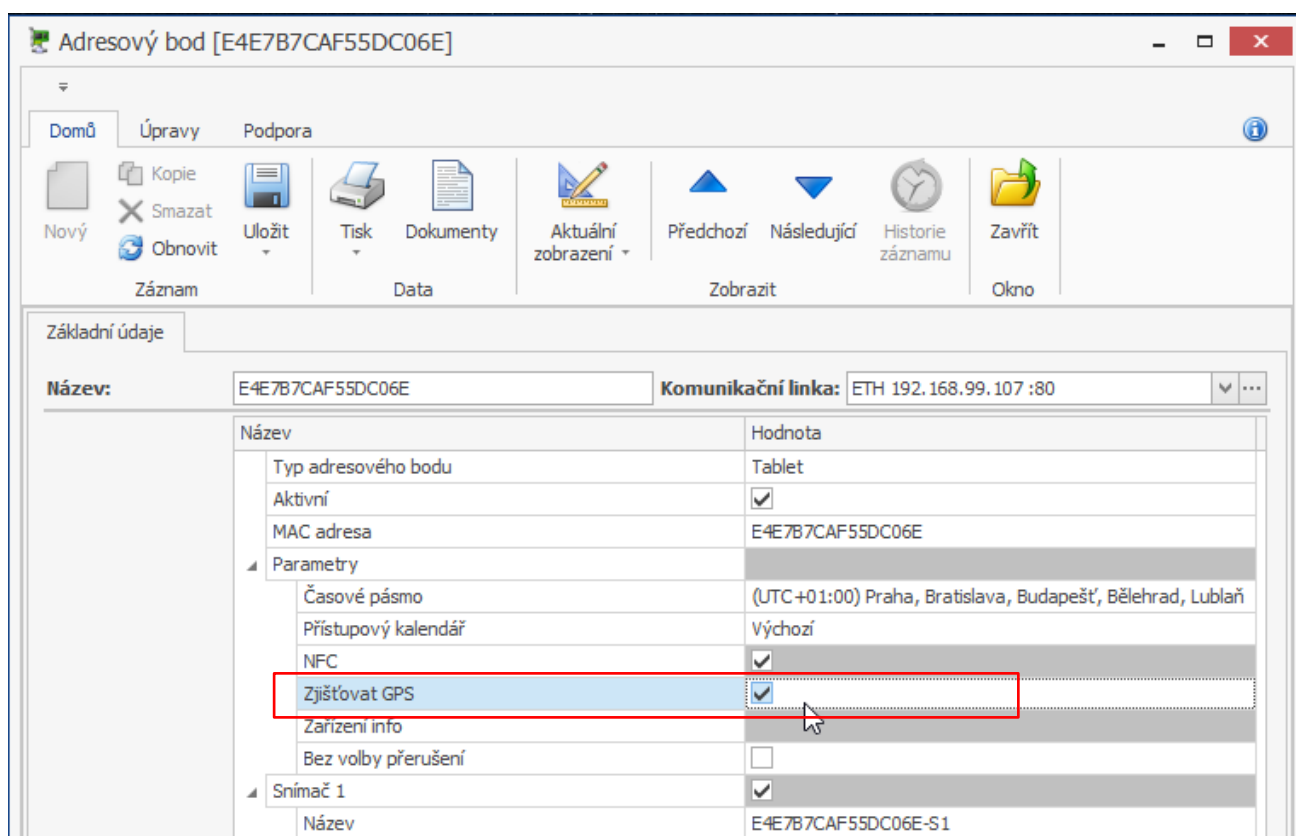 Adresový bod [E4E7B7CAF55DC06E]
Domů Úpravy Podpora
Nový
Kopie
Smazat
Obnovit
Uložit
Tisk
Dokumenty
Aktuální
zobrazení
Předchozí
Následující
Historie
záznamu
Zavřít
Záznam Data Zobrazit Okno
Základní údaje
Název: E4E7B7CAF55DC06E Komunikační linka: ETH 192.168.99.107 :80
Název Hodnota
Typ adresového bodu Tablet
Aktivní
MAC adresa E4E7B7CAF55DC06E
Parametry
Časové pásmo (UTC+01:00) Praha, Bratislava, Budapešť, Bělehrad, Lublaň
Přístupový kalendář Výchozí
NFC
Zjišťovat GPS
Zařízení info
Bez volby přerušení
Snímač 1
Název E4E7B7CAF55DC06E-S1